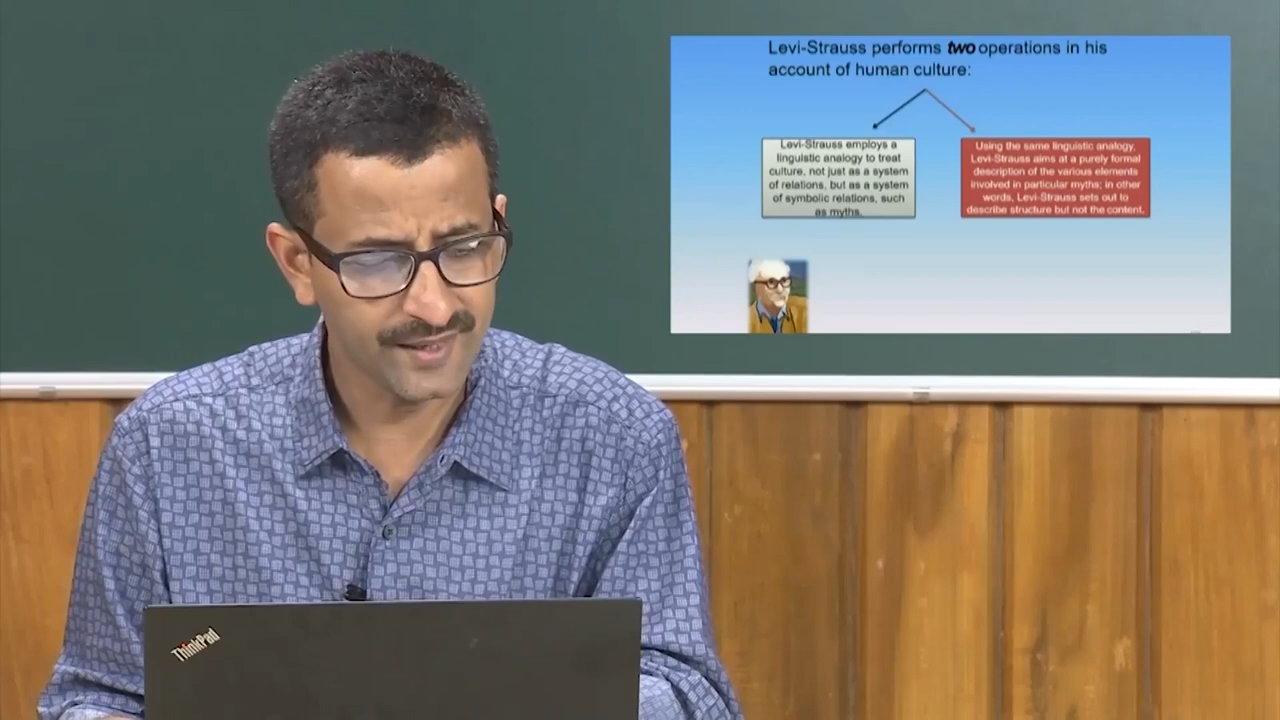 Levi-Strauss performs two operations in his
account of human culture:
Levi-Strauss employs a
linguistic analogy to treat
culture, not just as a system
of relations, but as a system
of symbolic relations, such
as myths.
Using the same linguistic analogy,
Levi-Strauss aims at a purely formal
description of the various elements
involved in particular myths; in other
words, Levi-Strauss sets out to
describe structure but not the content.
ThinkPad